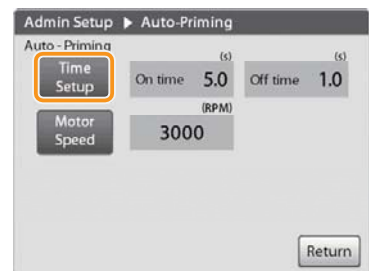 Admin Setup ▶ Auto-Priming
Auto - Priming
Time Setup
(s)
On time 5.0
(s)
Off time 1.0
Motor Speed
(RPM)
3000
Return